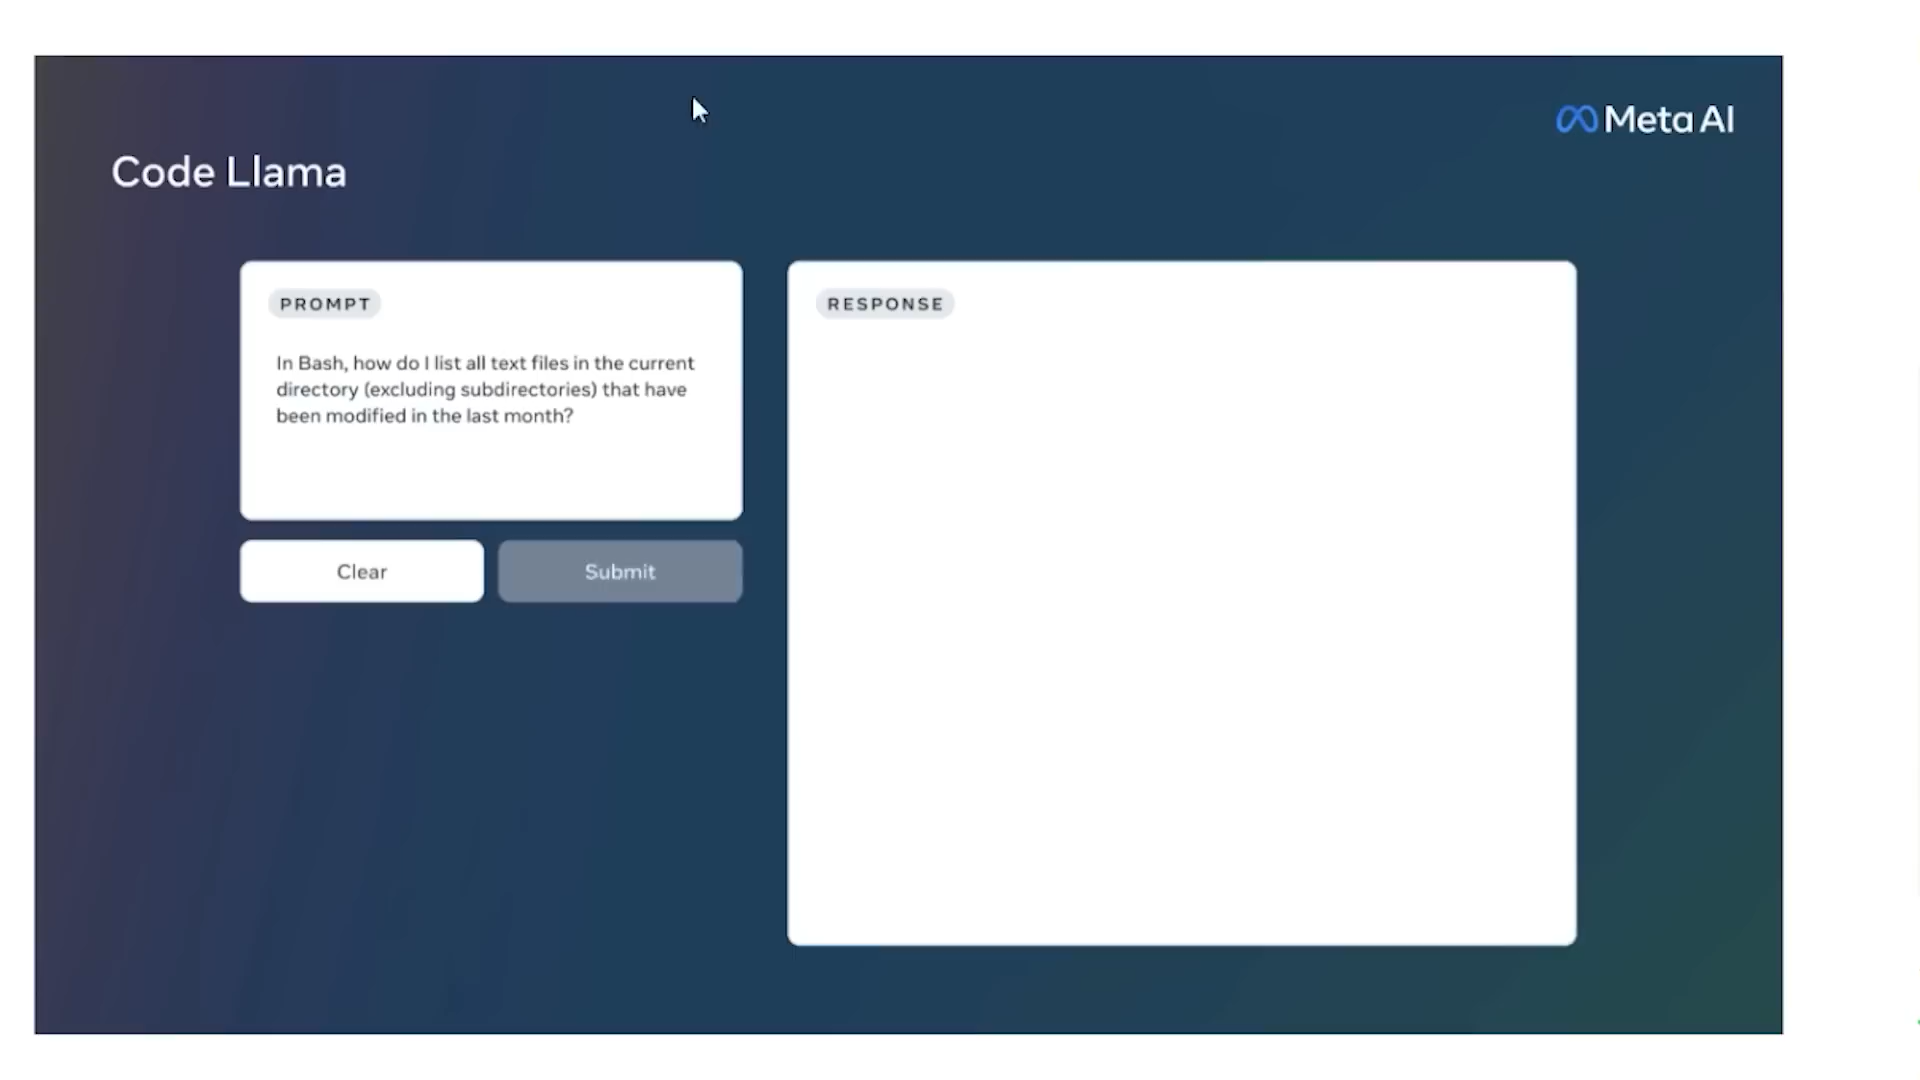 Meta AI
Code Llama
PROMPT
In Bash, how do I list all text files in the current
directory (excluding subdirectories) that have
been modified in the last month?
Clear
Submit
RESPONSE